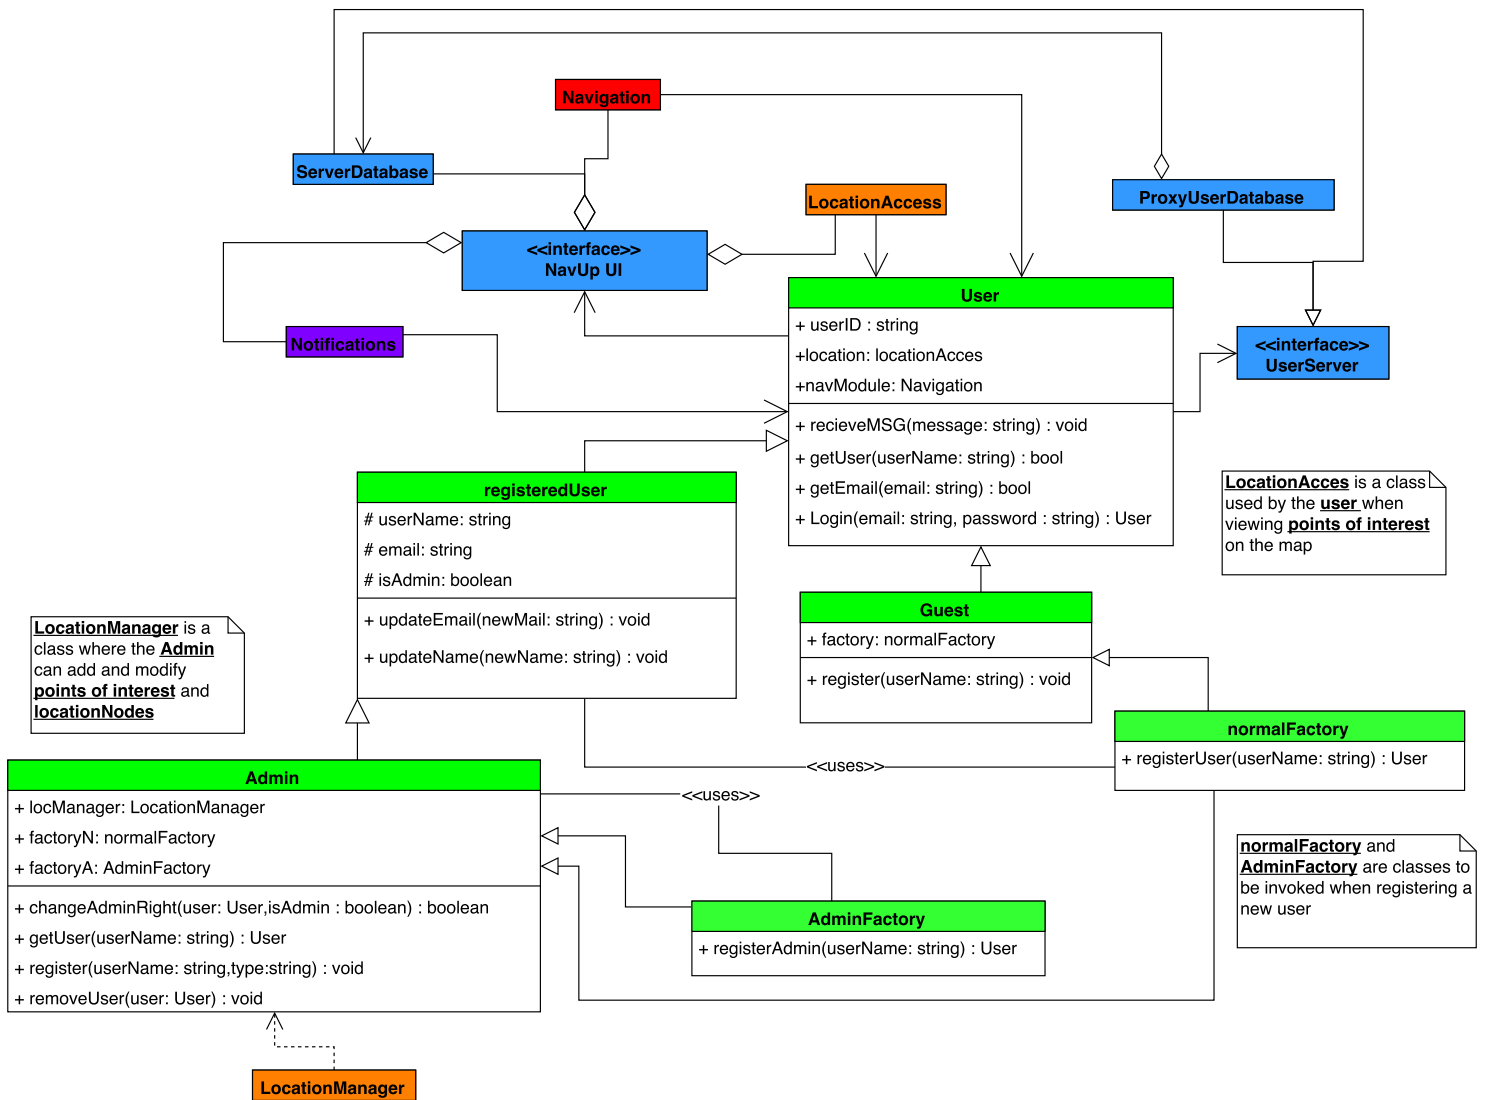 Navigation
ServerDatabase
LocationAccess
ProxyUserDatabase
<<interface>>
NavUp UI
User
+ userID : string
+location: locationAcces
+navModule: Navigation
+ recieveMSG(message: string) : void
+ getUser(userName: string) : bool
+ getEmail(email: string) : bool
+ Login(email: string, password : string) : User
Notifications
<<interface>>
UserServer
registeredUser
# userName: string
# email: string
# isAdmin: boolean
+ updateEmail(newMail: string) : void
+ updateName(newName: string) : void
LocationAcces is a class
used by the user when
viewing points of interest
on the map
Guest
+ factory: normalFactory
+ register(userName: string) : void
LocationManager is a
class where the Admin
can add and modify
points of interest and
locationNodes
normalFactory
+ registerUser(userName: string) : User
<<uses>>
Admin
+ locManager: LocationManager
+ factoryN: normalFactory
+ factoryA: AdminFactory
+ changeAdminRight(user: User,isAdmin : boolean) : boolean
+ getUser(userName: string) : User
+ register(userName: string,type:string) : void
+ removeUser(user: User) : void
<<uses>>
normalFactory and
AdminFactory are classes to
be invoked when registering a
new user
AdminFactory
+ registerAdmin(userName: string) : User
LocationManager